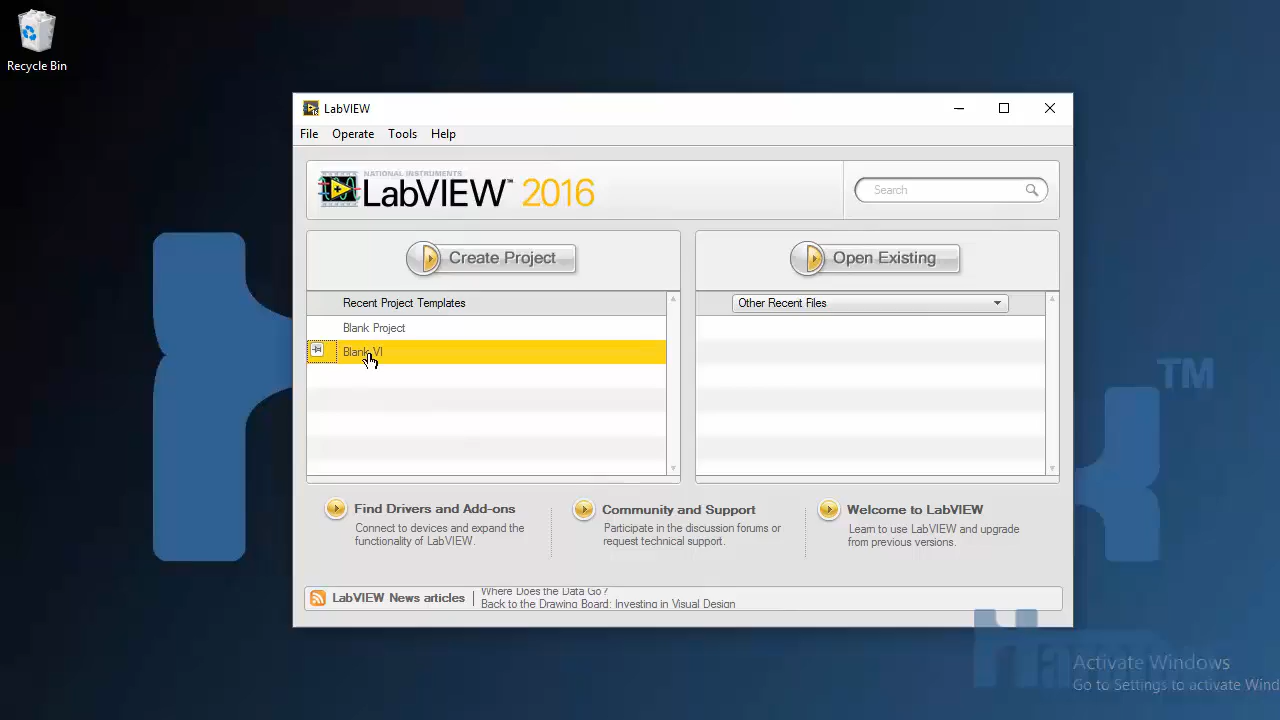 Recycle Bin
LabVIEW
File Operate Tools Help
NATIONAL INSTRUMENTS
LabVIEW™ 2016
Search
Create Project
Open Existing
Recent Project Templates
Other Recent Files
Blank Project
Blank VI
Find Drivers and Add-ons
Connect to devices and expand the
functionality of LabVIEW.
Community and Support
Participate in the discussion forums or
request technical support.
Welcome to LabVIEW
Learn to use LabVIEW and upgrade
from previous versions.
LabVIEW News articles
Where Does the Data Go?
Back to the Drawing Board: Investing in Visual Design
TM
Activate Windows
Go to Settings to activate Wind